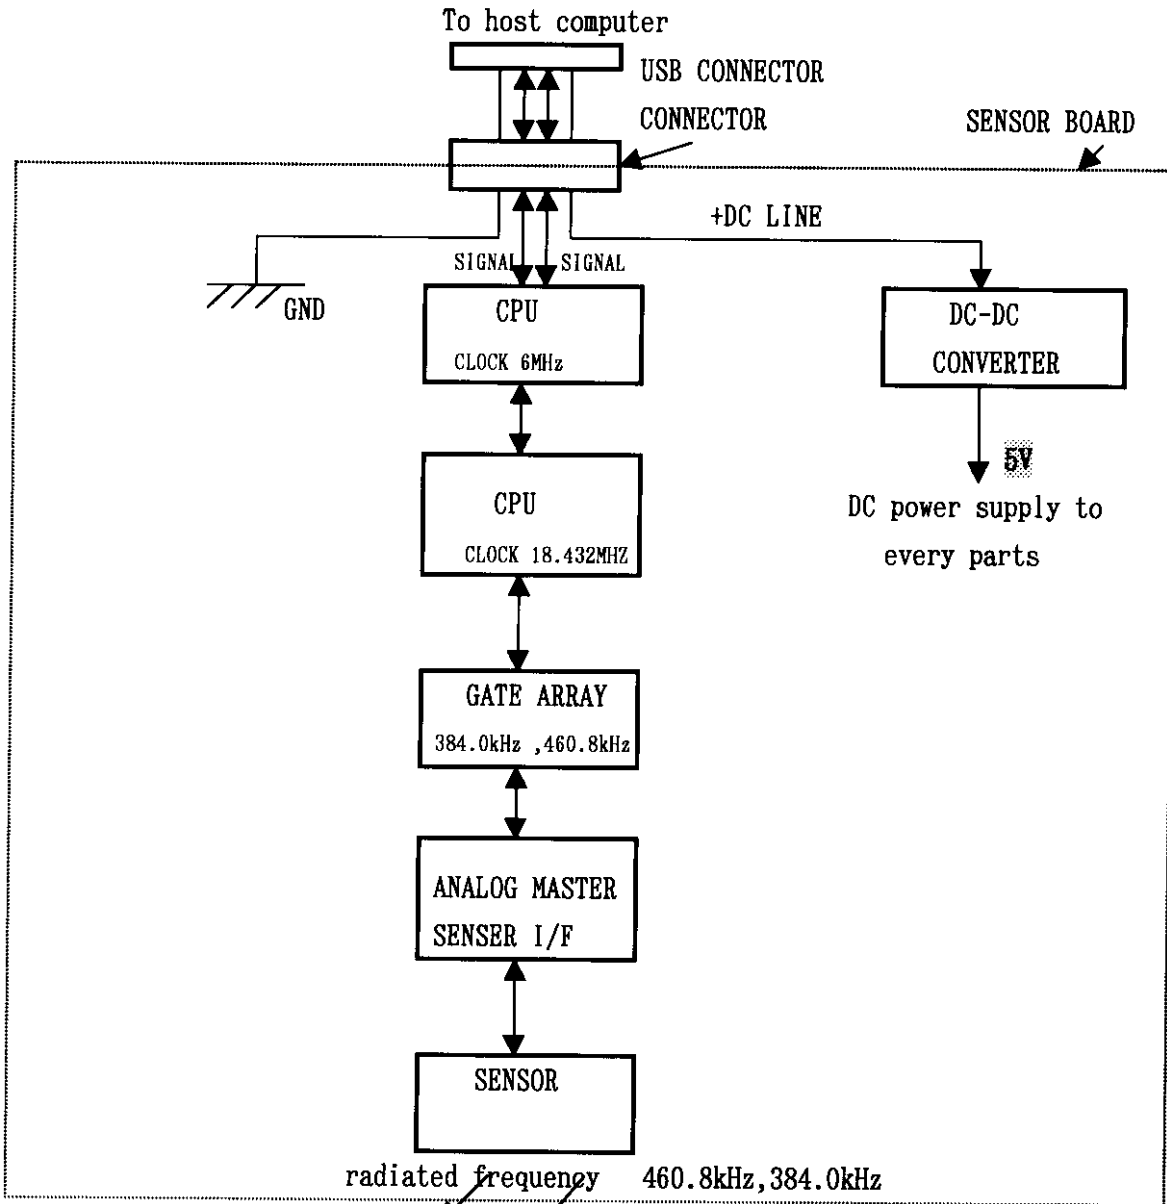 To host computer
USB CONNECTOR
CONNECTOR
SENSOR BOARD
+DC LINE
SIGNAL
SIGNAL
GND
CPU
CLOCK 6MHz
DC-DC
CONVERTER
5V
DC power supply to
every parts
CPU
CLOCK 18.432MHZ
GATE ARRAY
384.0kHz ,460.8kHz
ANALOG MASTER
SENSER I/F
SENSOR
radiated frequency 460.8kHz,384.0kHz